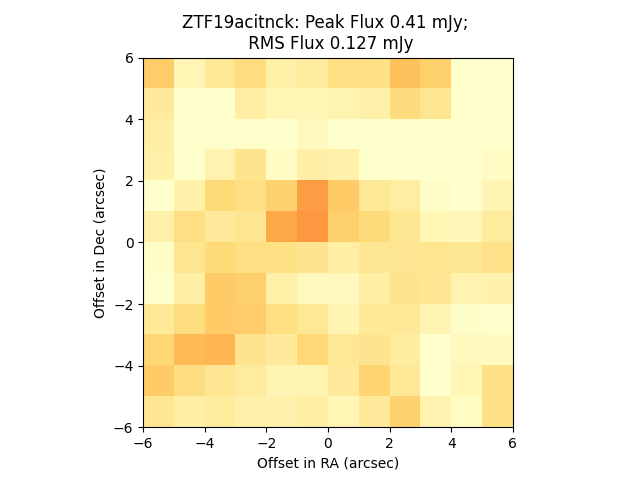 ZTF19acitnck: Peak Flux 0.41 mJy;
RMS Flux 0.127 mJy
6
4
2
0
−2
−4
−6
Offset in Dec (arcsec)
−6 −4 −2 0 2 4 6
Offset in RA (arcsec)